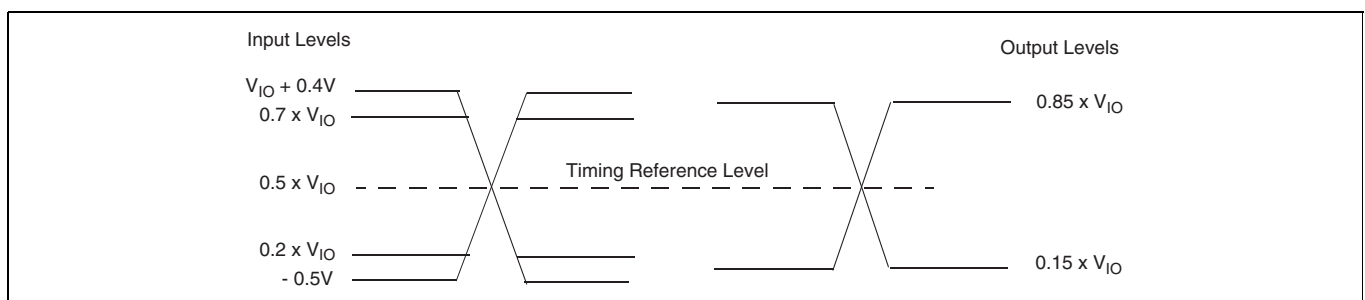 Input Levels
Output Levels
V_IO + 0.4V
0.85 x V_IO
0.7 x V_IO
Timing Reference Level
0.5 x V_IO
0.2 x V_IO
0.15 x V_IO
- 0.5V